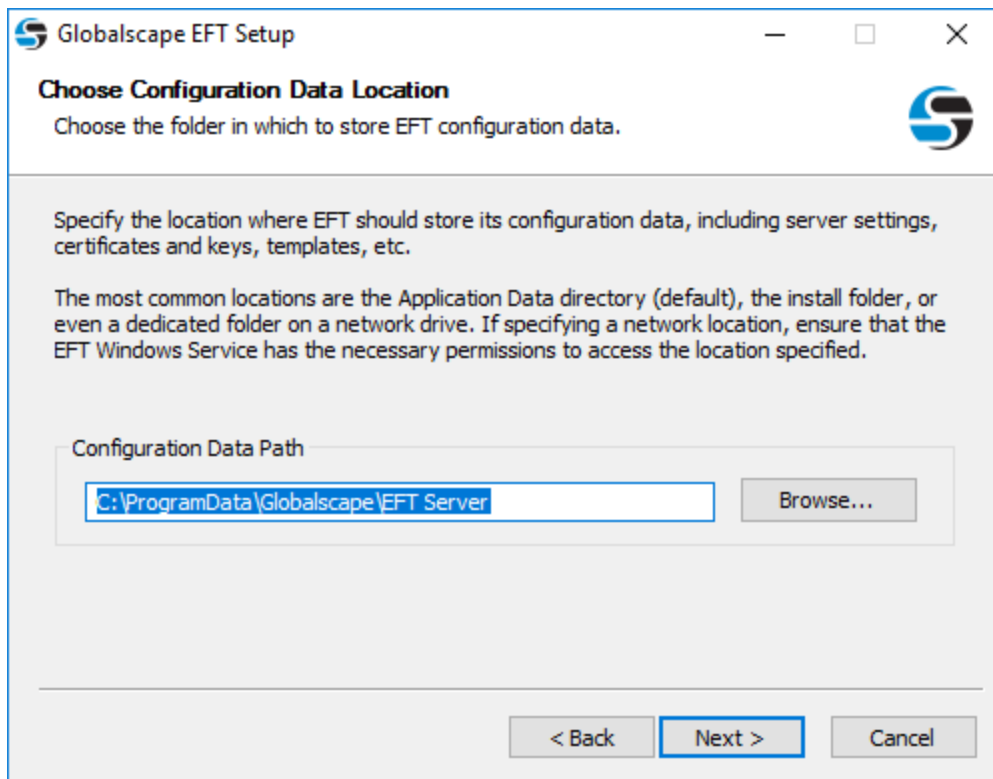 Globalscape EFT Setup
Choose Configuration Data Location
Choose the folder in which to store EFT configuration data.
Specify the location where EFT should store its configuration data, including server settings,
certificates and keys, templates, etc.
The most common locations are the Application Data directory (default), the install folder, or
even a dedicated folder on a network drive. If specifying a network location, ensure that the
EFT Windows Service has the necessary permissions to access the location specified.
Configuration Data Path
C:\ProgramData\Globalscape\EFT Server
Browse...
< Back
Next >
Cancel